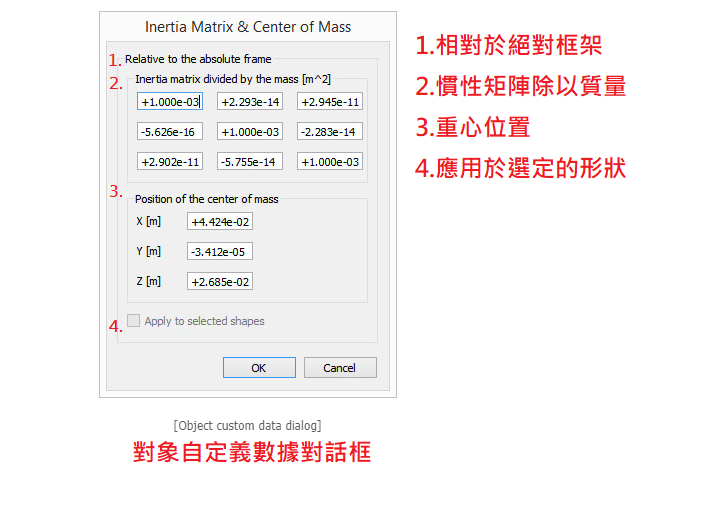 Inertia Matrix & Center of Mass
1. Relative to the absolute frame
2. Inertia matrix divided by the mass [m^2]
+1.000e-03 +2.293e-14 +2.945e-11
-5.626e-16 +1.000e-03 -2.283e-14
+2.902e-11 -5.755e-14 +1.000e-03
3. Position of the center of mass
X [m] +4.424e-02
Y [m] -3.412e-05
Z [m] +2.685e-02
4. Apply to selected shapes
OK Cancel
[Object custom data dialog]
對象自定義數據對話框
1.相對於絕對框架
2.慣性矩陣除以質量
3.重心位置
4.應用於選定的形狀